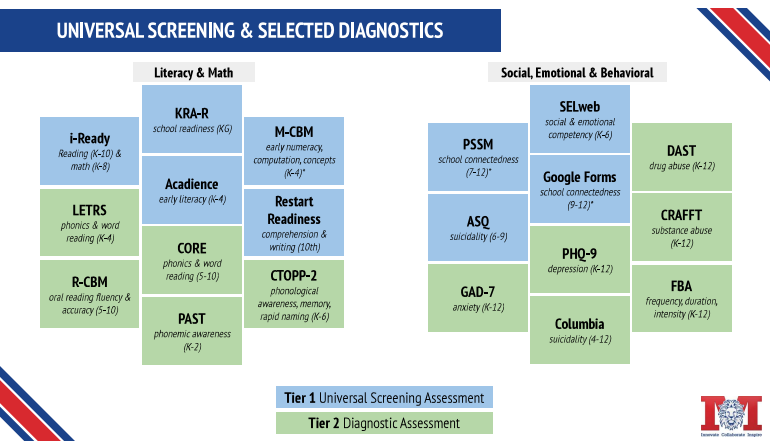 UNIVERSAL SCREENING & SELECTED DIAGNOSTICS
Literacy & Math
i-Ready
Reading (K-10) &
math (K-8)
LETRS
phonics & word
reading (K-4)
R-CBM
oral reading fluency &
accuracy (5-10)
KRA-R
school readiness (KG)
Acadience
early literacy (K-4)
CORE
phonics & word
reading (5-10)
PAST
phonemic awareness
(K-2)
M-CBM
early numeracy,
computation, concepts
(K-4)*
Restart
Readiness
comprehension &
writing (10th)
CTOPP-2
phonological
awareness, memory,
rapid naming (K-6)
Social, Emotional & Behavioral
PSSM
school connectedness
(7-12)*
ASQ
suicidality (6-9)
GAD-7
anxiety (K-12)
SELweb
social & emotional
competency (K-6)
Google Forms
school connectedness
(9-12)*
PHQ-9
depression (K-12)
Columbia
suicidality (4-12)
DAST
drug abuse (K-12)
CRAFFT
substance abuse
(K-12)
FBA
frequency, duration,
intensity (K-12)
Tier 1 Universal Screening Assessment
Tier 2 Diagnostic Assessment
Innovate Collaborate Inspire